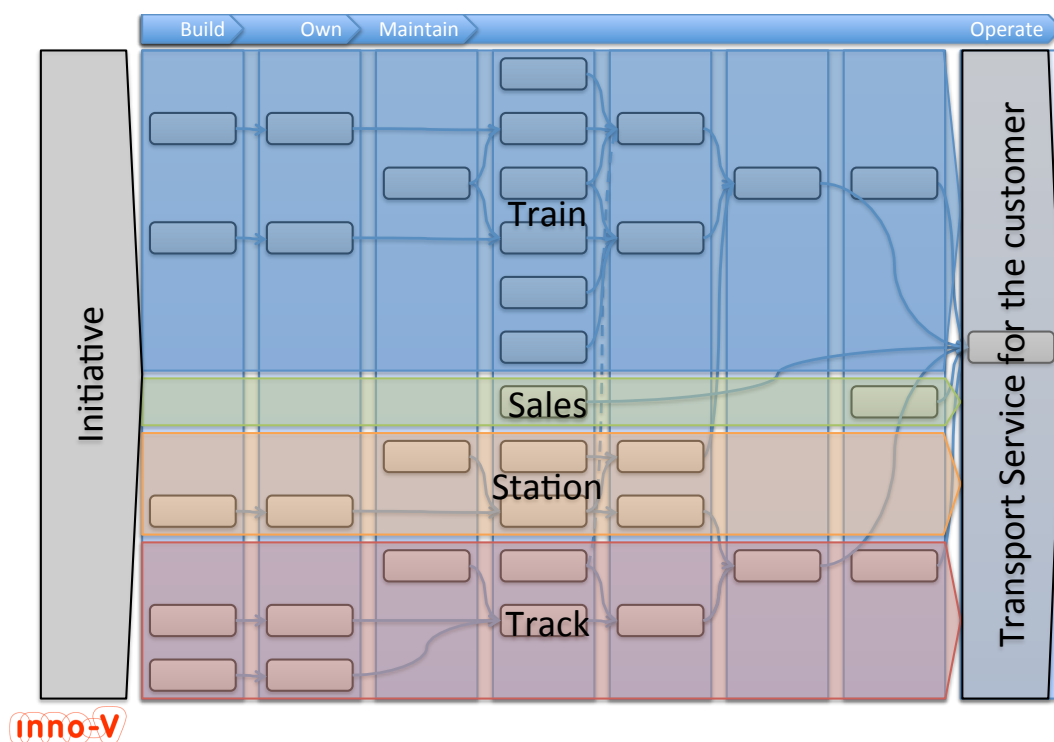 Build
Own
Maintain
Operate
Initiative
Train
Sales
Station
Track
Transport Service for the customer
inno-V